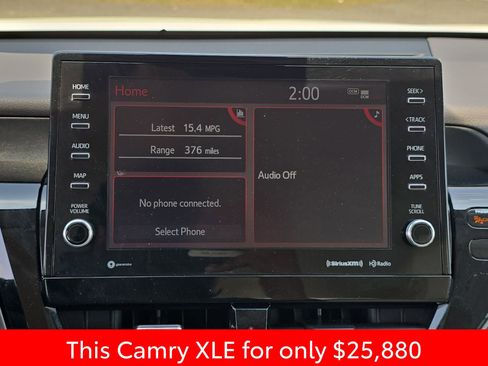 Home
2:00
DCM
DCM
HOME
MENU
AUDIO
MAP
POWER
VOLUME
Latest 15.4 MPG
Range 376 miles
No phone connected.
Select Phone
Audio Off
SEEK>
<TRACK
PHONE
APPS
TUNE
SCROLL
((SiriusXM))
HD Radio
This Camry XLE for only $25,880